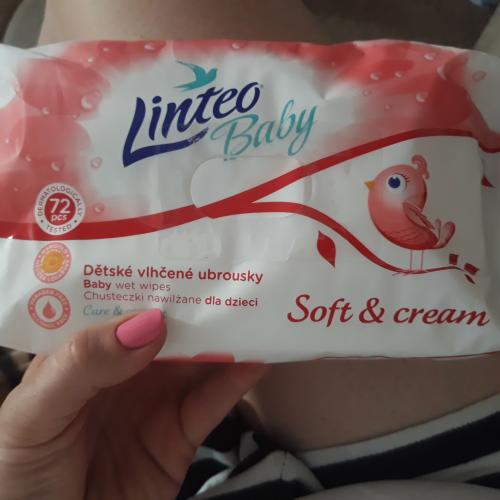 Linteo
Baby
DERMATOLOGICALLY
72
pcs
TESTED
Dětské vlhčené ubrousky
Baby wet wipes
Chusteczki nawilżane dla dzieci
Care &
Soft & cream